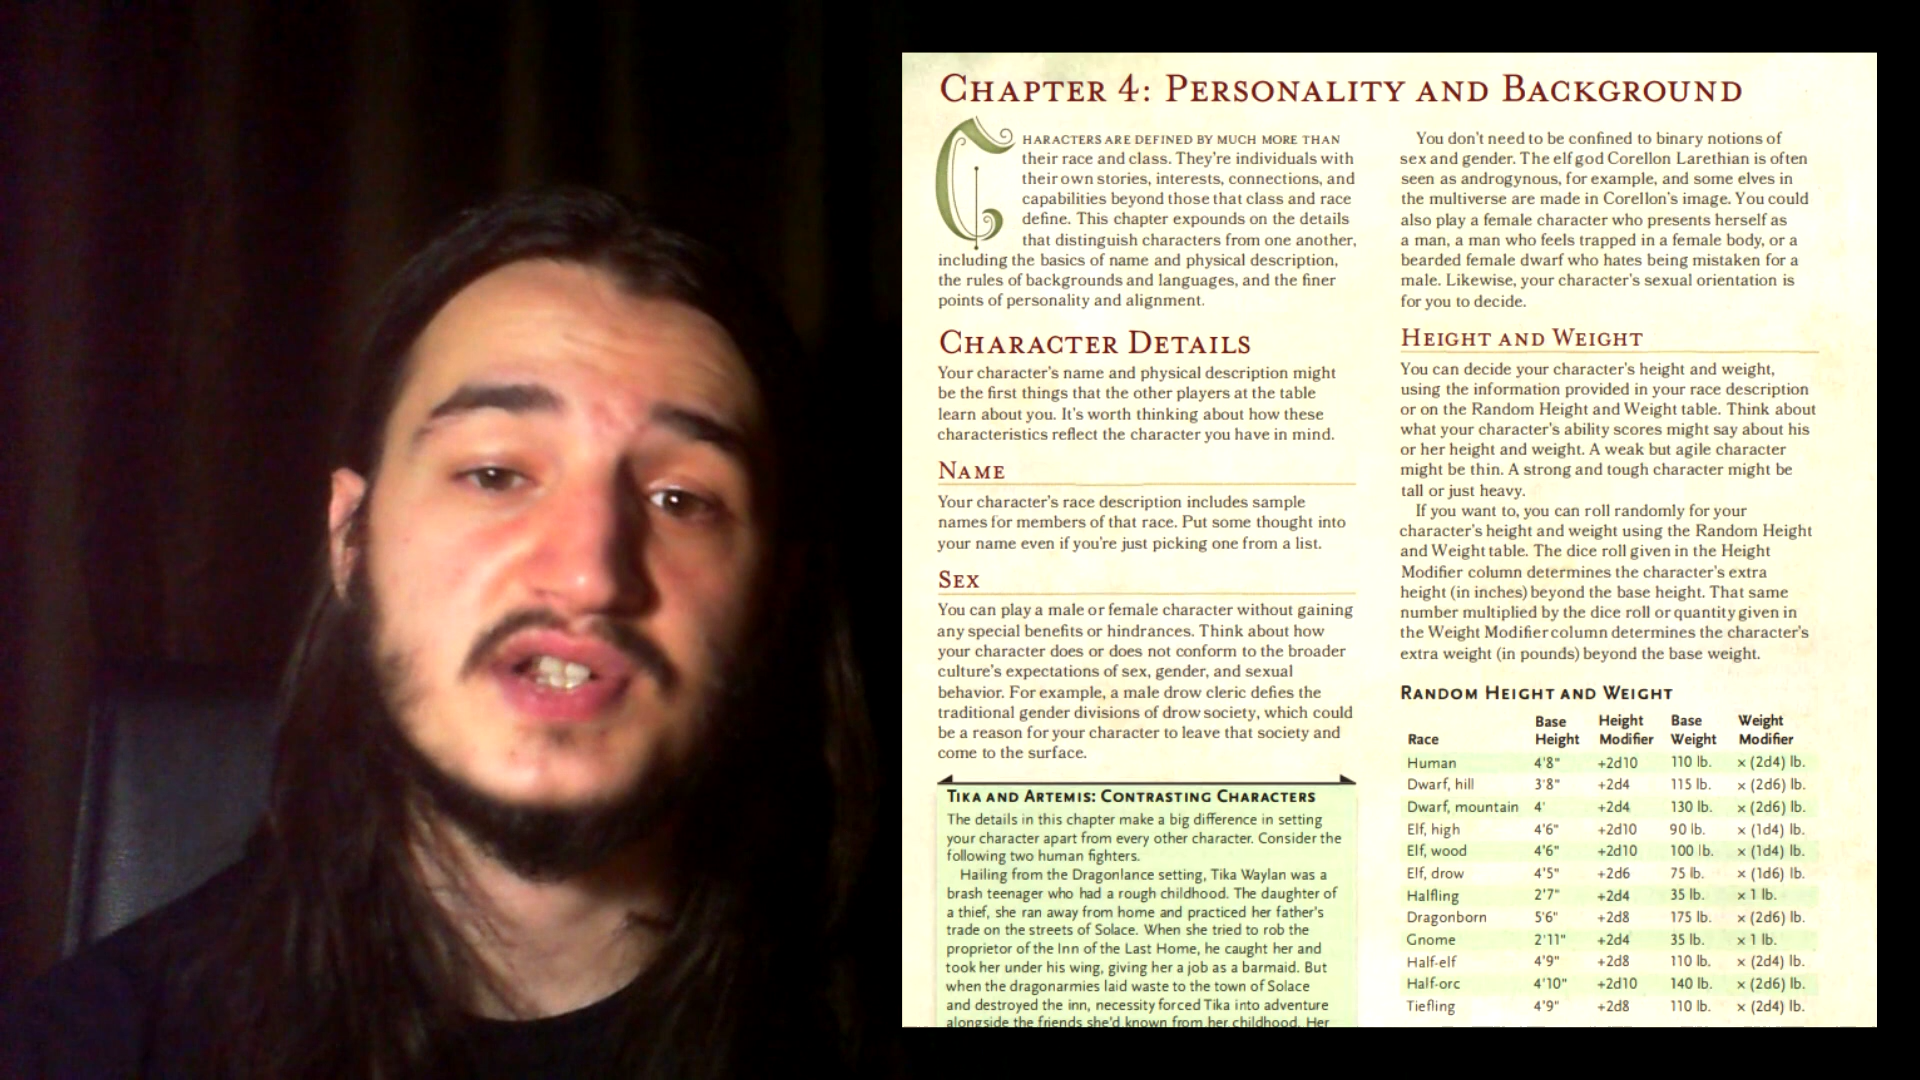 CHAPTER 4: PERSONALITY AND BACKGROUND
CHARACTERS ARE DEFINED BY MUCH MORE THAN
their race and class. They're individuals with
their own stories, interests, connections, and
capabilities beyond those that class and race
define. This chapter expounds on the details
that distinguish characters from one another,
including the basics of name and physical description,
the rules of backgrounds and languages, and the finer
points of personality and alignment.
CHARACTER DETAILS
Your character's name and physical description might
be the first things that the other players at the table
learn about you. It's worth thinking about how these
characteristics reflect the character you have in mind.
NAME
Your character's race description includes sample
names for members of that race. Put some thought into
your name even if you're just picking one from a list.
SEX
You can play a male or female character without gaining
any special benefits or hindrances. Think about how
your character does or does not conform to the broader
culture's expectations of sex, gender, and sexual
behavior. For example, a male drow cleric defies the
traditional gender divisions of drow society, which could
be a reason for your character to leave that society and
come to the surface.
TIKA AND ARTEMIS: CONTRASTING CHARACTERS
The details in this chapter make a big difference in setting
your character apart from every other character. Consider the
following two human fighters.
Hailing from the Dragonlance setting, Tika Waylan was a
brash teenager who had a rough childhood. The daughter of
a thief, she ran away from home and practiced her father's
trade on the streets of Solace. When she tried to rob the
proprietor of the Inn of the Last Home, he caught her and
took her under his wing, giving her a job as a barmaid. But
when the dragonarmies laid waste to the town of Solace
and destroyed the inn, necessity forced Tika into adventure
alongside the friends she'd known from her childhood. Her
You don't need to be confined to binary notions of
sex and gender. The elf god Corellon Larethian is often
seen as androgynous, for example, and some elves in
the multiverse are made in Corellon's image. You could
also play a female character who presents herself as
a man, a man who feels trapped in a female body, or a
bearded female dwarf who hates being mistaken for a
male. Likewise, your character's sexual orientation is
for you to decide.
HEIGHT AND WEIGHT
You can decide your character's height and weight,
using the information provided in your race description
or on the Random Height and Weight table. Think about
what your character's ability scores might say about his
or her height and weight. A weak but agile character
might be thin. A strong and tough character might be
tall or just heavy.
If you want to, you can roll randomly for your
character's height and weight using the Random Height
and Weight table. The dice roll given in the Height
Modifier column determines the character's extra
height (in inches) beyond the base height. That same
number multiplied by the dice roll or quantity given in
the Weight Modifier column determines the character's
extra weight (in pounds) beyond the base weight.
RANDOM HEIGHT AND WEIGHT
Race Base Height Height Modifier Base Weight Weight Modifier
Human 4'8" +2d10 110 lb. x (2d4) lb.
Dwarf, hill 3'8" +2d4 115 lb. x (2d6) lb.
Dwarf, mountain 4' +2d4 130 lb. x (2d6) lb.
Elf, high 4'6" +2d10 90 lb. x (1d4) lb.
Elf, wood 4'6" +2d10 100 lb. x (1d4) lb.
Elf, drow 4'5" +2d6 75 lb. x (1d6) lb.
Halfling 2'7" +2d4 35 lb. x 1 lb.
Dragonborn 5'6" +2d8 175 lb. x (2d6) lb.
Gnome 2'11" +2d4 35 lb. x 1 lb.
Half-elf 4'9" +2d8 110 lb. x (2d4) lb.
Half-orc 4'10" +2d10 140 lb. x (2d6) lb.
Tiefling 4'9" +2d8 110 lb. x (2d4) lb.